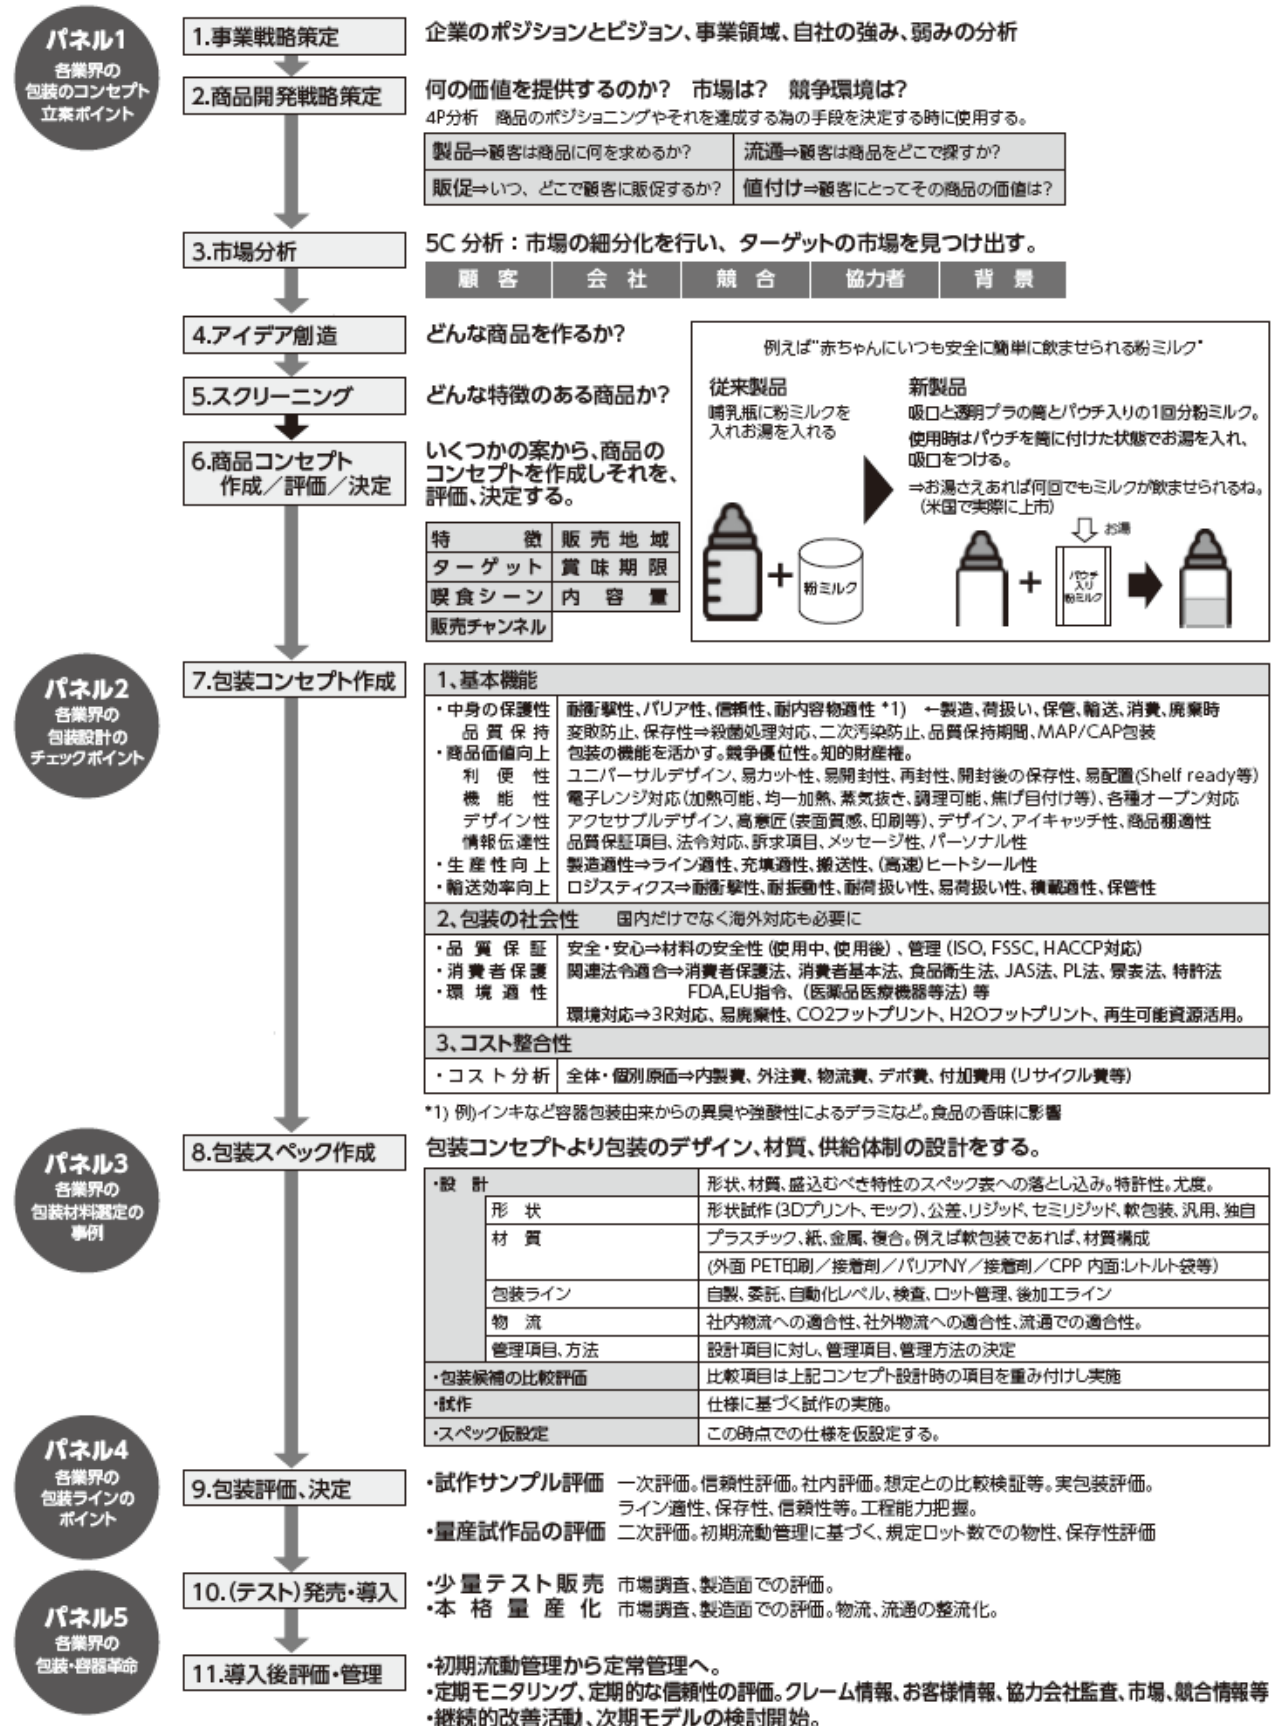 パネル1
各業界の
包装のコンセプト
立案ポイント
1.事業戦略策定
企業のポジションとビジョン、事業領域、自社の強み、弱みの分析
2.商品開発戦略策定
何の価値を提供するのか？ 市場は？ 競争環境は？
4P分析 商品のポジショニングやそれを達成する為の手段を決定する時に使用する。
製品⇒顧客は商品に何を求めるか？
流通⇒顧客は商品をどこで探すか？
販促⇒いつ、どこで顧客に販促するか？
値付け⇒顧客にとってその商品の価値は？
3.市場分析
5C 分析：市場の細分化を行い、ターゲットの市場を見つけ出す。
顧 客 会 社 競 合 協力者 背 景
4.アイデア創造
どんな商品を作るか？
5.スクリーニング
どんな特徴のある商品か？
6.商品コンセプト
作成／評価／決定
いくつかの案から、商品の
コンセプトを作成しそれを、
評価、決定する。
特 徴 販 売 地 域
ターゲット 賞 味 期 限
喫食シーン 内 容 量
販売チャンネル
例えば"赤ちゃんにいつも安全に簡単に飲ませられる粉ミルク"
従来製品
哺乳瓶に粉ミルクを
入れお湯を入れる
粉ミルク
新製品
吸口と透明プラの筒とパウチ入りの1回分粉ミルク。
使用時はパウチを筒に付けた状態でお湯を入れ、
吸口をつける。
⇒お湯さえあれば何回でもミルクが飲ませられるね。
（米国で実際に上市）
お湯
パウチ
入り
粉ミルク
パネル2
各業界の
包装設計の
チェックポイント
7.包装コンセプト作成
1、基本機能
・中身の保護性 耐衝撃性、バリア性、信頼性、耐内容物適性 *1) ←製造、荷扱い、保管、輸送、消費、廃棄時
品 質 保 持 変敗防止、保存性⇒殺菌処理対応、二次汚染防止、品質保持期間、MAP/CAP包装
・商品価値向上 包装の機能を活かす。競争優位性。知的財産権。
利 便 性 ユニバーサルデザイン、易カット性、易開封性、再封性、開封後の保存性、易配置(Shelf ready等)
機 能 性 電子レンジ対応（加熱可能、均一加熱、蒸気抜き、調理可能、焦げ目付け等）、各種オーブン対応
デザイン性 アクセサブルデザイン、高意匠（表面質感、印刷等）、デザイン、アイキャッチ性、商品棚適性
情報伝達性 品質保証項目、法令対応、訴求項目、メッセージ性、パーソナル性
・生産性向上 製造適性⇒ライン適性、充填適性、搬送性、（高速）ヒートシール性
・輸送効率向上 ロジスティクス⇒耐衝撃性、耐振動性、耐荷扱い性、易荷扱い性、積載適性、保管性
2、包装の社会性 国内だけでなく海外対応も必要に
・品 質 保 証 安全・安心⇒材料の安全性 (使用中、使用後) 、管理 (ISO, FSSC, HACCP対応)
・消 費 者 保 護 関連法令適合⇒消費者保護法、消費者基本法、食品衛生法、JAS法、PL法、景表法、特許法
・環 境 適 性 FDA,EU指令、（医薬品医療機器等法）等
環境対応⇒3R対応、易廃棄性、CO2フットプリント、H2Oフットプリント、再生可能資源活用。
3、コスト整合性
・コスト分析 全体・個別原価⇒内製費、外注費、物流費、デポ費、付加費用 (リサイクル費等)
*1) 例)インキなど容器包装由来からの異臭や強酸性によるデラミなど。食品の香味に影響
パネル3
各業界の
包装材料選定の
事例
8.包装スペック作成
包装コンセプトより包装のデザイン、材質、供給体制の設計をする。
・設 計 形状、材質、盛込むべき特性のスペック表への落とし込み。特許性。尤度。
形 状 形状試作（3Dプリント、モック）、公差、リジッド、セミリジッド、軟包装、汎用、独自
材 質 プラスチック、紙、金属、複合。例えば軟包装であれば、材質構成
(外面 PET印刷／接着剤／バリアNY／接着剤／CPP 内面:レトルト袋等)
包装ライン 自製、委託、自動化レベル、検査、ロット管理、後加工ライン
物 流 社内物流への適合性、社外物流への適合性、流通での適合性。
管理項目、方法 設計項目に対し、管理項目、管理方法の決定
・包装候補の比較評価 比較項目は上記コンセプト設計時の項目を重み付けし実施
・試作 仕様に基づく試作の実施。
・スペック仮設定 この時点での仕様を仮設定する。
パネル4
各業界の
包装ラインの
ポイント
9.包装評価、決定
・試作サンプル評価 一次評価。信頼性評価。社内評価。想定との比較検証等。実包装評価。
ライン適性、保存性、信頼性等。工程能力把握。
・量産試作品の評価 二次評価。初期流動管理に基づく、規定ロット数での物性、保存性評価
パネル5
各業界の
包装・容器革命
10.（テスト）発売・導入
・少量テスト販売 市場調査、製造面での評価。
・本 格 量 産 化 市場調査、製造面での評価。物流、流通の整流化。
11.導入後評価・管理
・初期流動管理から定常管理へ。
・定期モニタリング、定期的な信頼性の評価。クレーム情報、お客様情報、協力会社監査、市場、競合情報等
・継続的改善活動、次期モデルの検討開始。